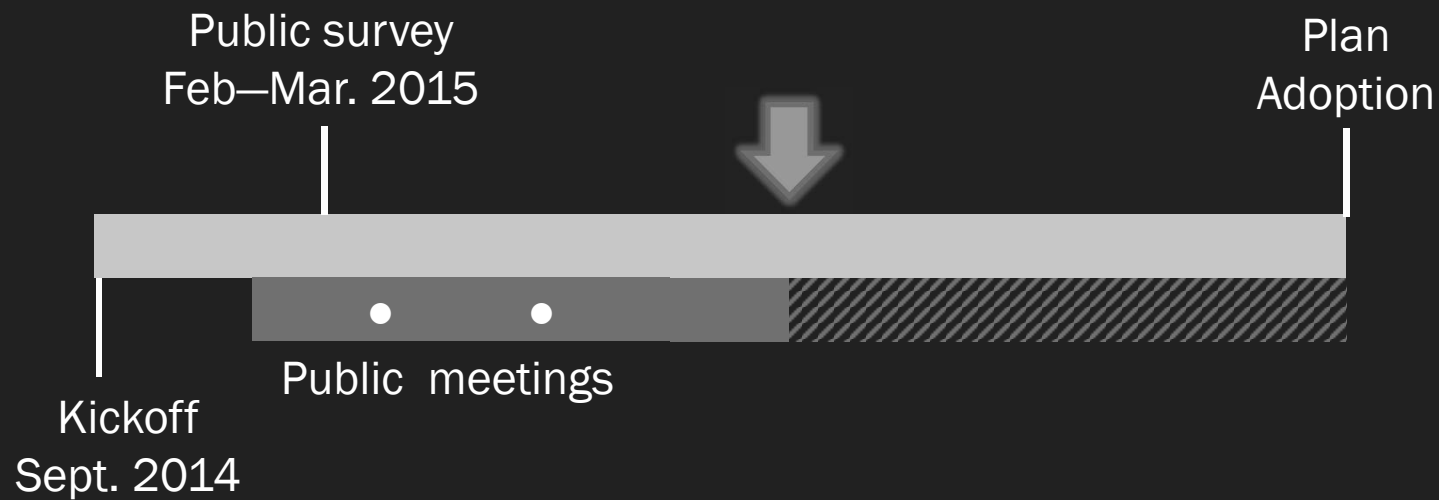 Public survey
Feb—Mar. 2015
Plan
Adoption
Public meetings
Kickoff
Sept. 2014